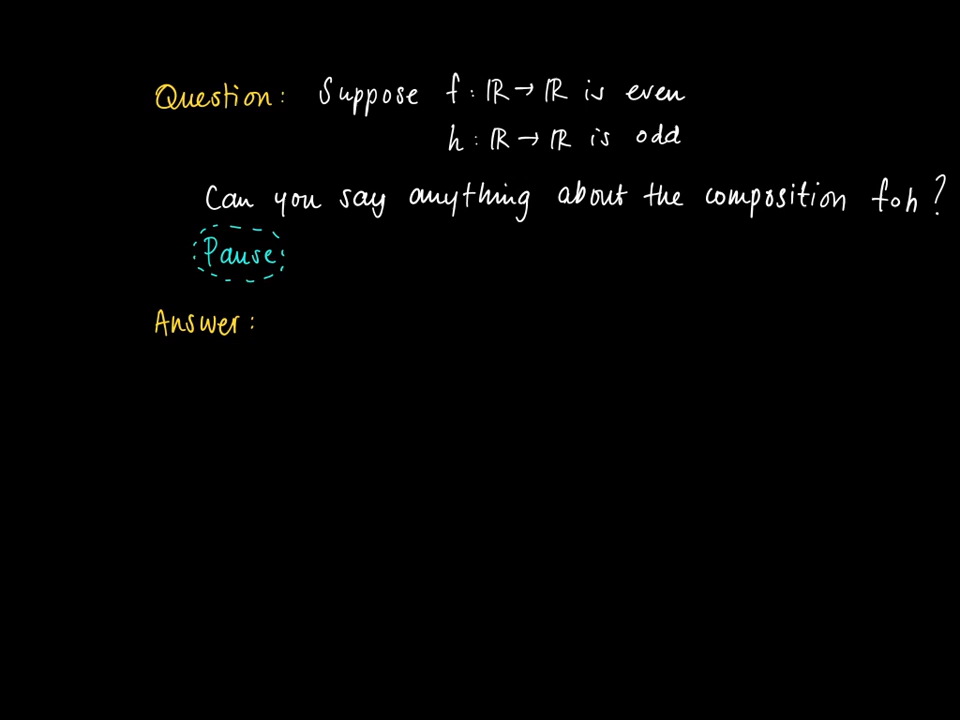 Question: Suppose f: ℝ → ℝ is even
h: ℝ → ℝ is odd
Can you say anything about the composition f∘h?
Pause.
Answer: